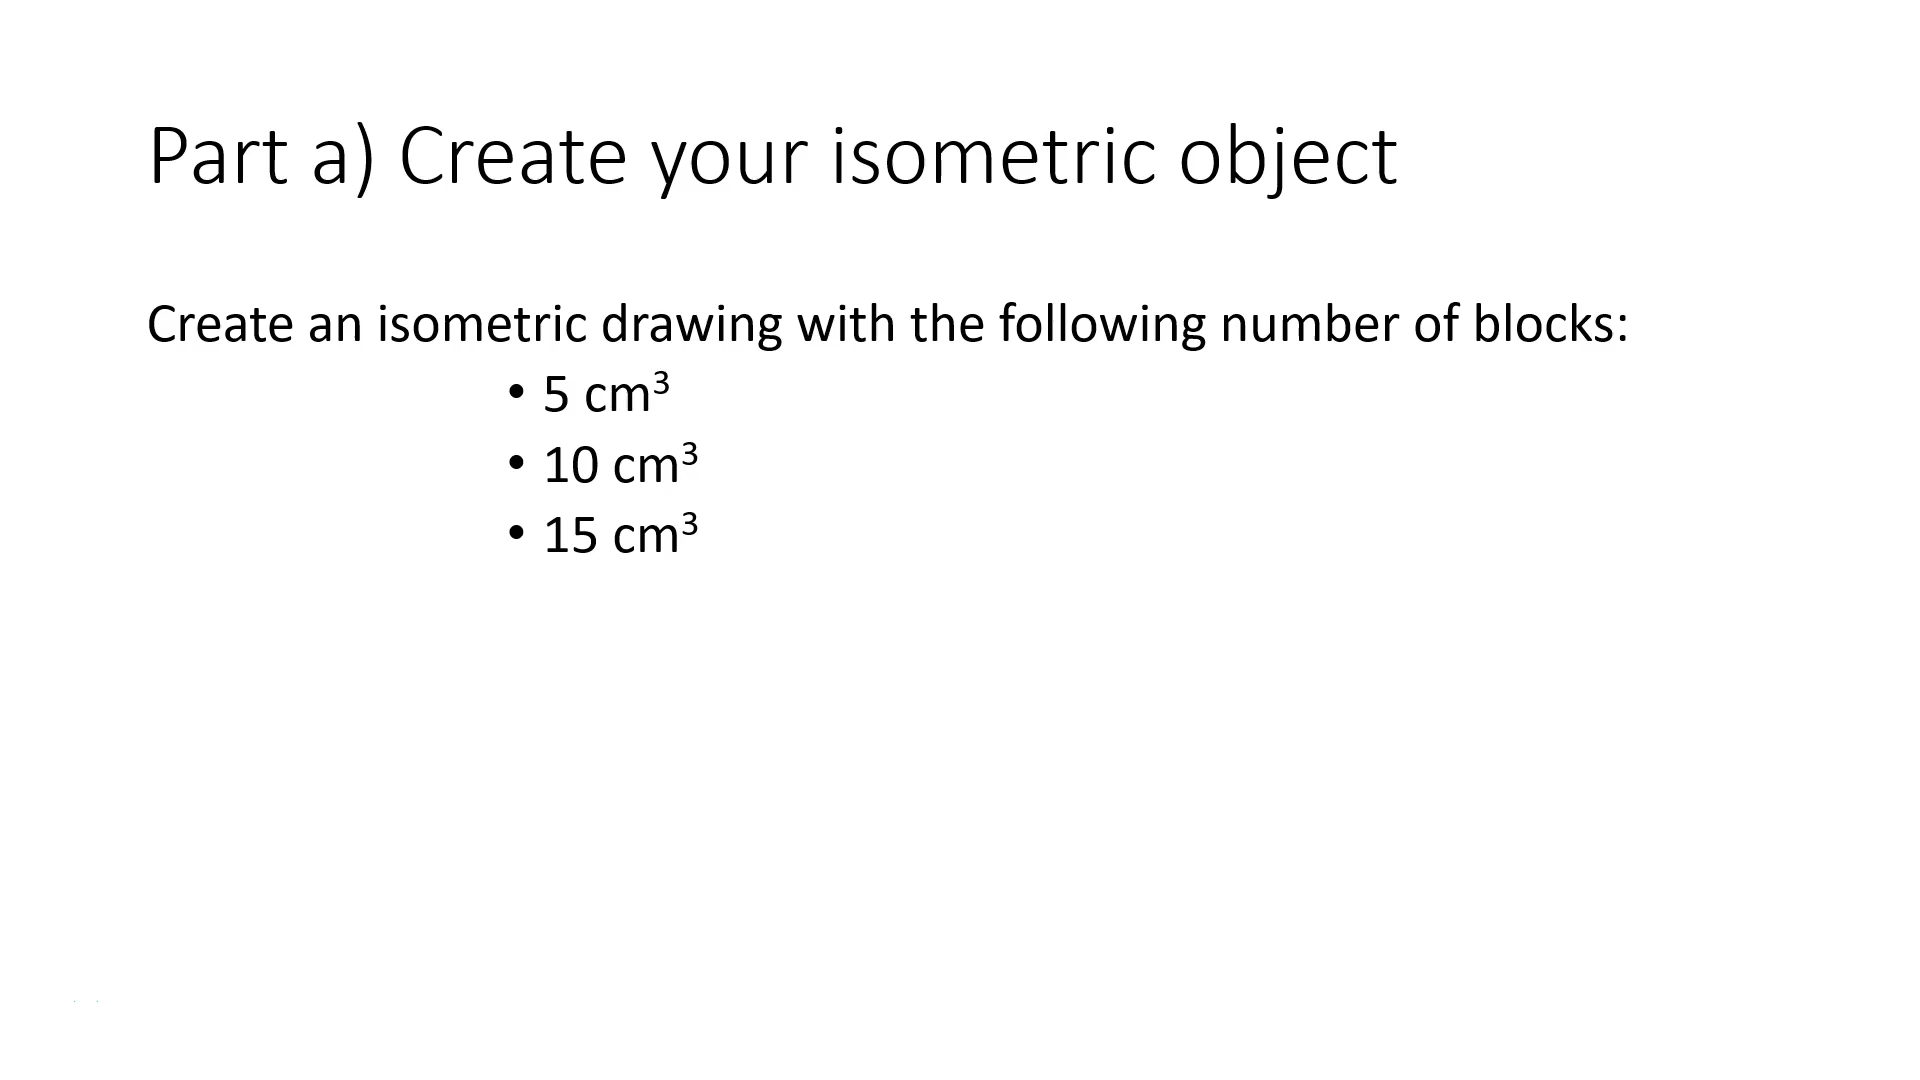 Part a) Create your isometric object
Create an isometric drawing with the following number of blocks:
• 5 cm³
• 10 cm³
• 15 cm³